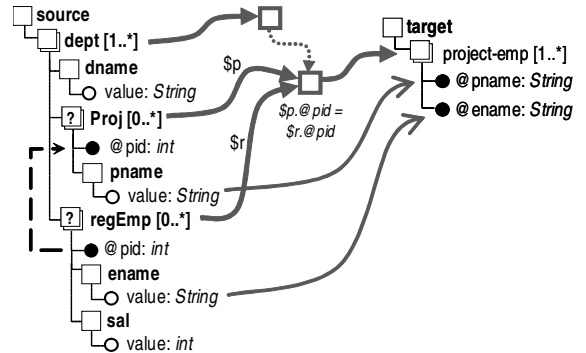 source
dept [1..*]
dname
value: String
? Proj [0..*]
@pid: int
pname
value: String
? regEmp [0..*]
@pid: int
ename
value: String
sal
value: int
$p
$r
$p.@pid =
$r.@pid
target
project-emp [1..*]
@pname: String
@ename: String